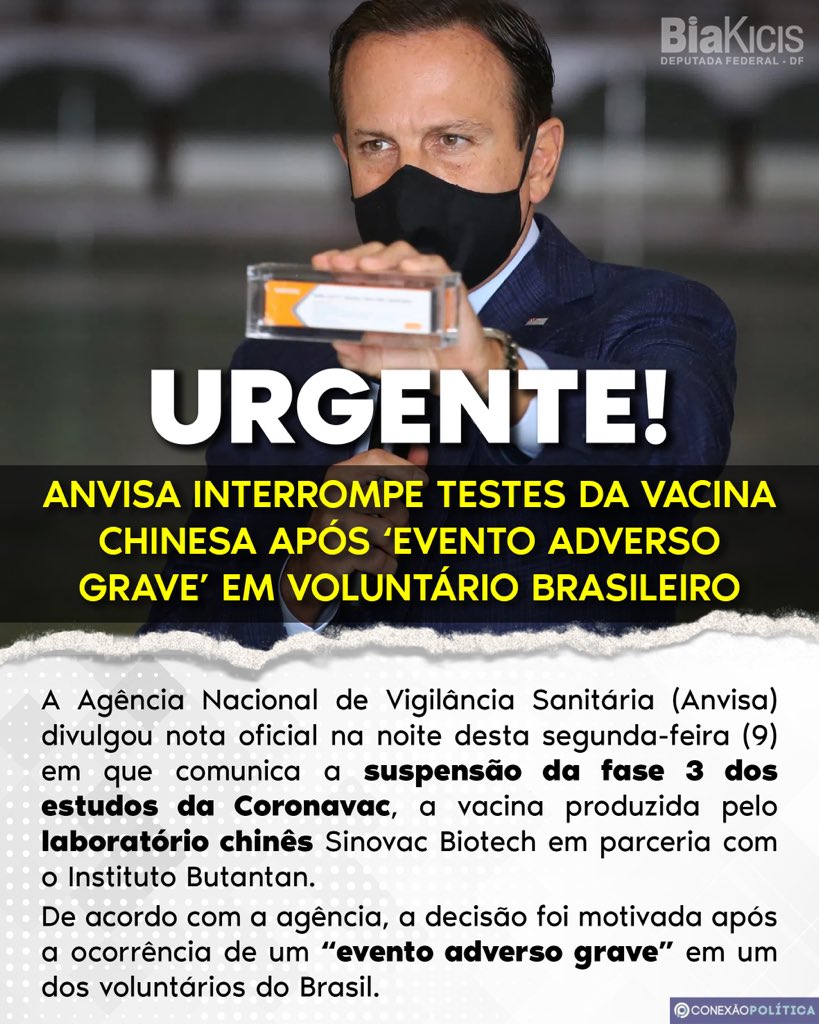 BiaKicis
DEPUTADA FEDERAL - DF
URGENTE!
ANVISA INTERROMPE TESTES DA VACINA
CHINESA APÓS ‘EVENTO ADVERSO
GRAVE’ EM VOLUNTÁRIO BRASILEIRO
A Agência Nacional de Vigilância Sanitária (Anvisa)
divulgou nota oficial na noite desta segunda-feira (9)
em que comunica a suspensão da fase 3 dos
estudos da Coronavac, a vacina produzida pelo
laboratório chinês Sinovac Biotech em parceria com
o Instituto Butantan.
De acordo com a agência, a decisão foi motivada após
a ocorrência de um “evento adverso grave” em um
dos voluntários do Brasil.
CONEXÃOPOLÍTICA